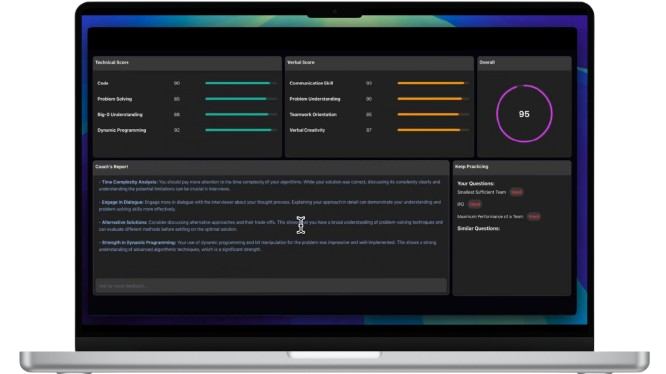 Technical Score
Code 90
Problem Solving 85
Big-O Understanding 88
Dynamic Programming 92
Verbal Score
Communication Skill 93
Problem Understanding 90
Teamwork Orientation 85
Verbal Creativity 87
Overall
95
Coach's Report
- Time Complexity Analysis: You should pay more attention to the time complexity of your algorithms. While your solution was correct, discussing its complexity clearly and
understanding the potential limitations can be crucial in interviews.
- Engage in Dialogue: Engage more in dialogue with the interviewer about your thought process. Explaining your approach in detail can demonstrate your understanding and
problem-solving skills more effectively.
- Alternative Solutions: Consider discussing alternative approaches and their trade-offs. This shows that you have a broad understanding of problem-solving techniques and
can evaluate different methods before settling on the optimal solution.
- Strength in Dynamic Programming: Your use of dynamic programming and bit manipulation for the problem was impressive and well-implemented. This shows a strong
understanding of advanced algorithmic techniques, which is a significant strength.
Ask for more feedback...
Keep Practicing
Your Questions:
Smallest Sufficient Team Hard
IPO Hard
Maximum Performance of a Team Hard
Similar Questions: